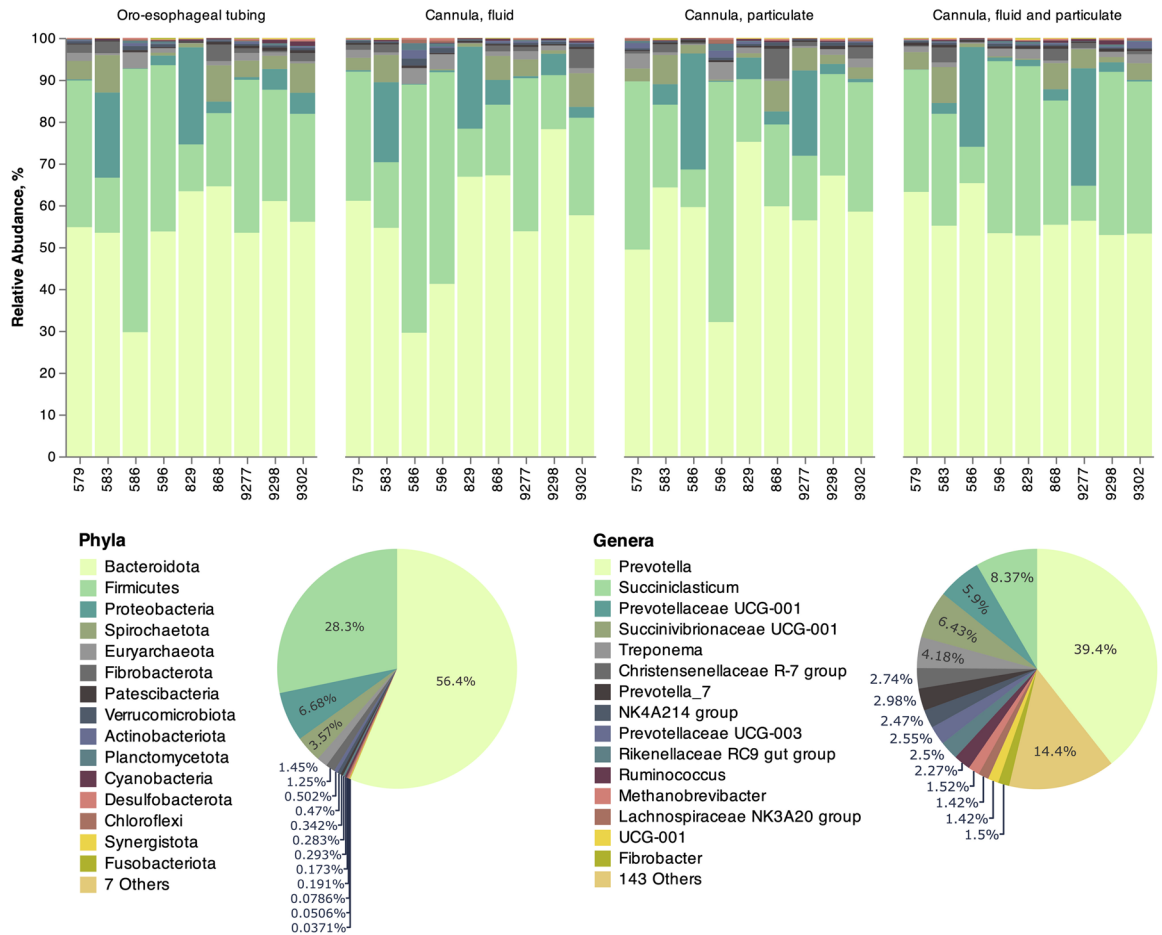 Oro-esophageal tubing
Cannula, fluid
Cannula, particulate
Cannula, fluid and particulate
Relative Abudance, %
100
90
80
70
60
50
40
30
20
10
0
579 583 586 596 829 868 9277 9298 9302
579 583 586 596 829 868 9277 9298 9302
579 583 586 596 829 868 9277 9298 9302
579 583 586 596 829 868 9277 9298 9302
Phyla
Bacteroidota
Firmicutes
Proteobacteria
Spirochaetota
Euryarchaeota
Fibrobacterota
Patescibacteria
Verrucomicrobiota
Actinobacteriota
Planctomycetota
Cyanobacteria
Desulfobacterota
Chloroflexi
Synergistota
Fusobacteriota
7 Others
28.3%
56.4%
6.68%
3.57%
1.45%
1.25%
0.502%
0.47%
0.342%
0.283%
0.293%
0.173%
0.191%
0.0786%
0.0506%
0.0371%
Genera
Prevotella
Succiniclasticum
Prevotellaceae UCG-001
Succinivibrionaceae UCG-001
Treponema
Christensenellaceae R-7 group
Prevotella_7
NK4A214 group
Prevotellaceae UCG-003
Rikenellaceae RC9 gut group
Ruminococcus
Methanobrevibacter
Lachnospiraceae NK3A20 group
UCG-001
Fibrobacter
143 Others
8.37%
5.9%
6.43%
4.18%
39.4%
14.4%
2.74%
2.98%
2.47%
2.55%
2.5%
2.27%
1.52%
1.42%
1.42%
1.5%